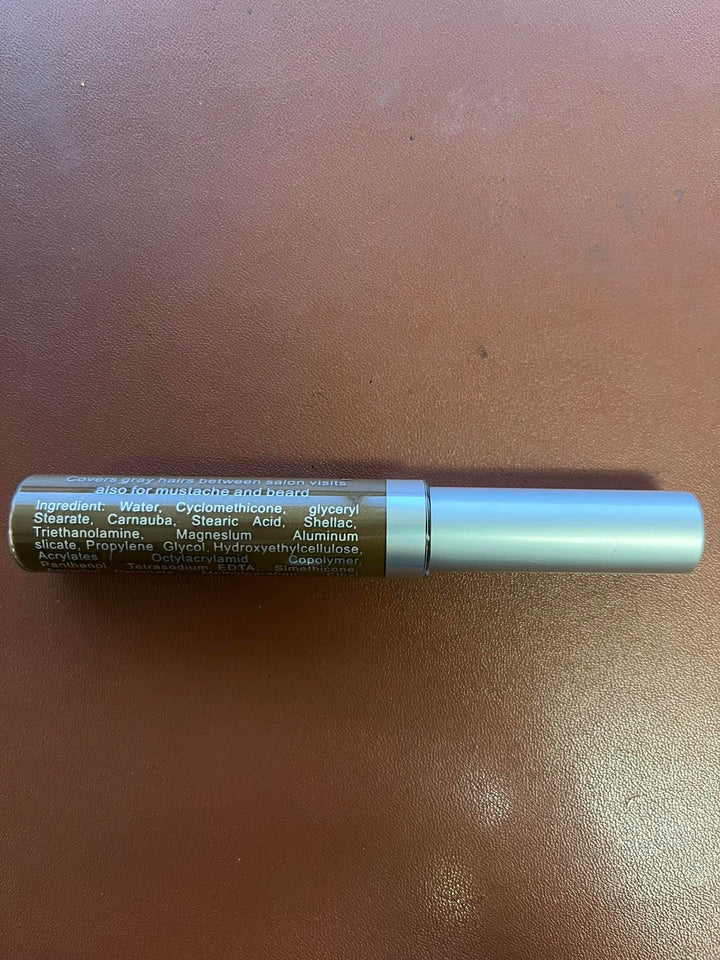 Covers gray hairs between salon visits
also for mustache and beard
Ingredient: Water, Cyclomethicone, glyceryl
Stearate, Carnauba, Stearic Acid, Shellac,
Triethanolamine, Magneslum Aluminum
slicate, Propylene Glycol, Hydroxyethylcellulose,
Acrylates / Octylacrylamid Copolymer,
Panthenol, Tetrasodium EDTA, Simethicone,